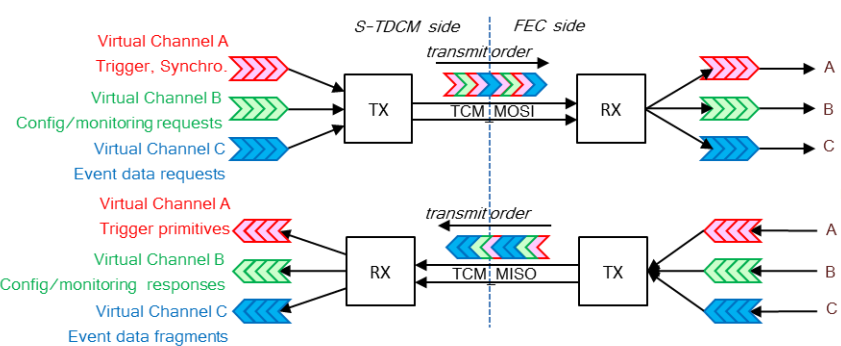 S-TDCM side
FEC side
Virtual Channel A
Trigger, Synchro.
Virtual Channel B
Config/monitoring requests
Virtual Channel C
Event data requests
transmit order
TX
TCM_MOSI
RX
A
B
C
Virtual Channel A
Trigger primitives
Virtual Channel B
Config/monitoring responses
Virtual Channel C
Event data fragments
transmit order
RX
TCM_MISO
TX
A
B
C